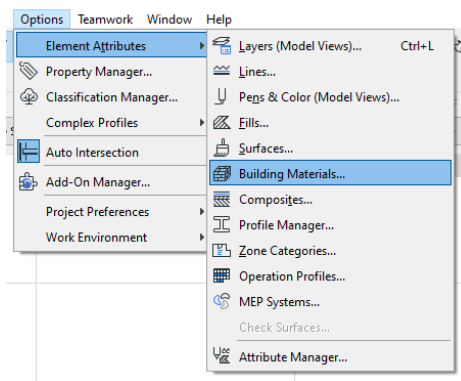 Options Teamwork Window Help
Element Attributes
Property Manager...
Classification Manager...
Complex Profiles
Auto Intersection
Add-On Manager...
Project Preferences
Work Environment
Layers (Model Views)... Ctrl+L
Lines...
Pens & Color (Model Views)...
Fills...
Surfaces...
Building Materials...
Composites...
Profile Manager...
Zone Categories...
Operation Profiles...
MEP Systems...
Check Surfaces...
Attribute Manager...